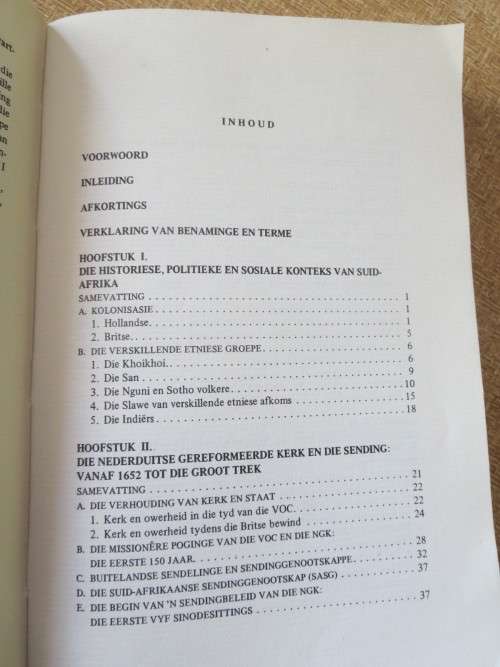 art.
die
ille
ing
die
pe
an
m-
I
INHOUD
VOORWOORD
INLEIDING
AFKORTINGS
VERKLARING VAN BENAMINGE EN TERME
HOOFSTUK I.
DIE HISTORIESE, POLITIEKE EN SOSIALE KONTEKS VAN SUID-
AFRIKA
SAMEVATTING 1
A. KOLONISASIE 1
1. Hollandse 1
2. Britse 5
B. DIE VERSKILLENDE ETNIESE GROEPE 6
1. Die Khoikhoi 6
2. Die San 9
3. Die Nguni en Sotho volkere 10
4. Die Slawe van verskillende etniese afkoms 15
5. Die Indiërs 18
HOOFSTUK II.
DIE NEDERDUITSE GEREFORMEERDE KERK EN DIE SENDING:
VANAF 1652 TOT DIE GROOT TREK
SAMEVATTING 21
A. DIE VERHOUDING VAN KERK EN STAAT 22
1. Kerk en owerheid in die tyd van die VOC 22
2. Kerk en owerheid tydens die Britse bewind 24
B. DIE MISSIONÊRE POGINGE VAN DIE VOC EN DIE NGK:
DIE EERSTE 150 JAAR 28
C. BUITELANDSE SENDELINGE EN SENDINGGENOOTSKAPPE 32
D. DIE SUID-AFRIKAANSE SENDINGGENOOTSKAP (SASG) 37
E. DIE BEGIN VAN 'N SENDINGBELEID VAN DIE NGK:
DIE EERSTE VYF SINODESITTINGS 37